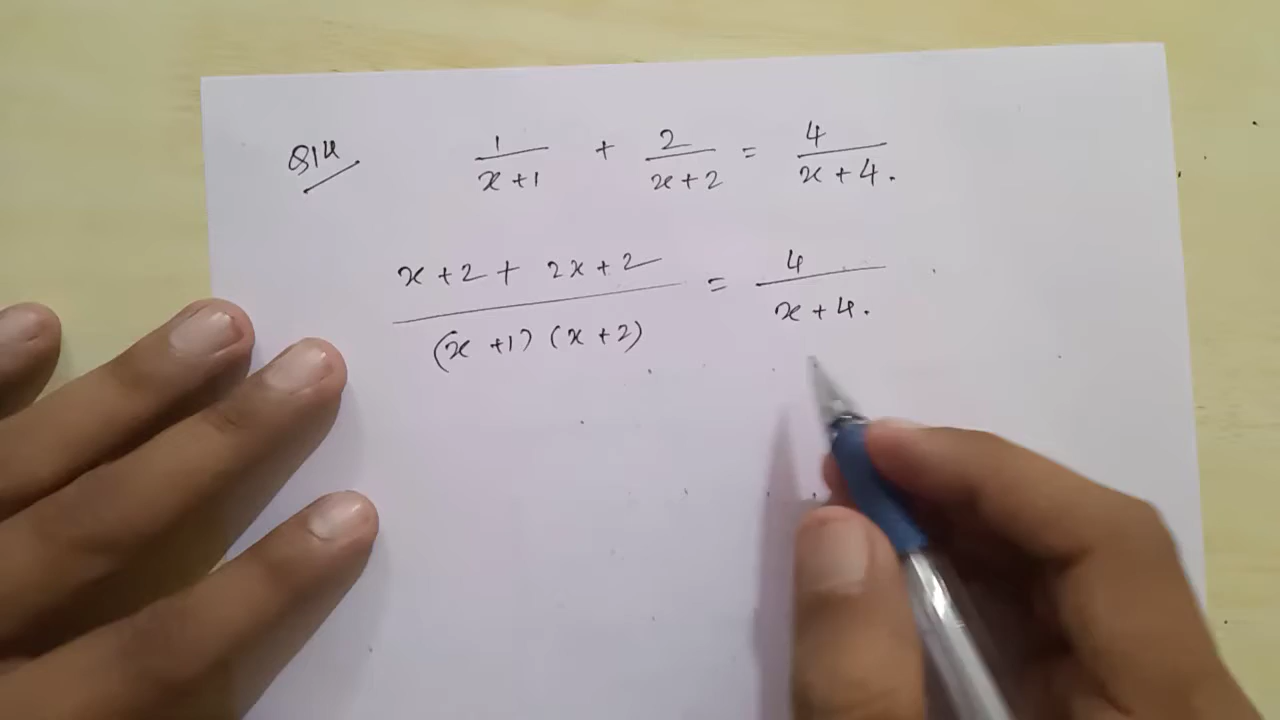 Q14 1/(x+1) + 2/(x+2) = 4/(x+4).
(x+2+2x+2)/((x+1)(x+2)) = 4/(x+4).